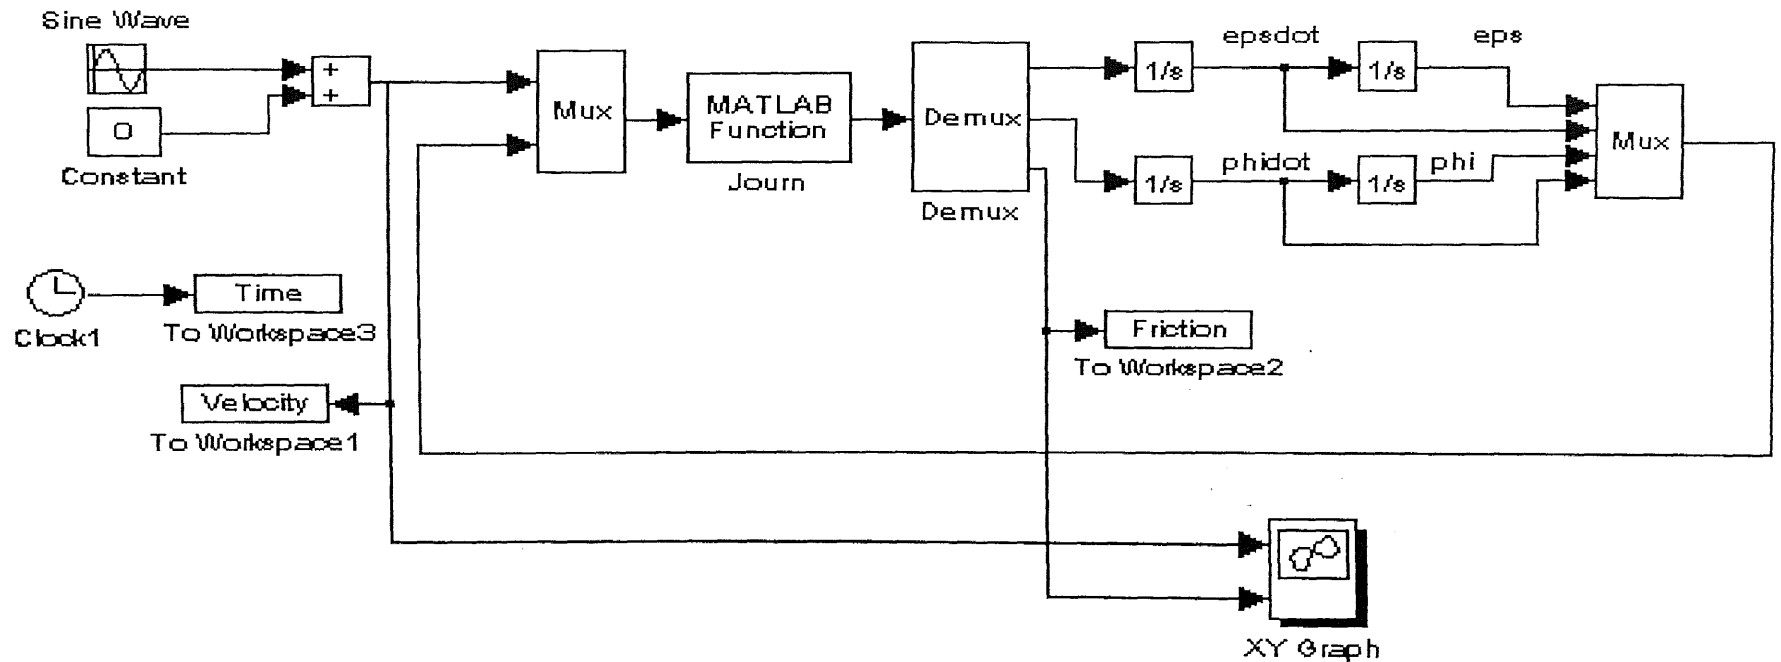 Sine Wave
+
+
0
Constant
Mux
MATLAB
Function
Journ
Demux
Demux
1/s
epsdot
1/s
eps
1/s
phidot
1/s
phi
Mux
Clock1
Time
To Workspace3
Velocity
To Workspace1
Friction
To Workspace2
XY Graph